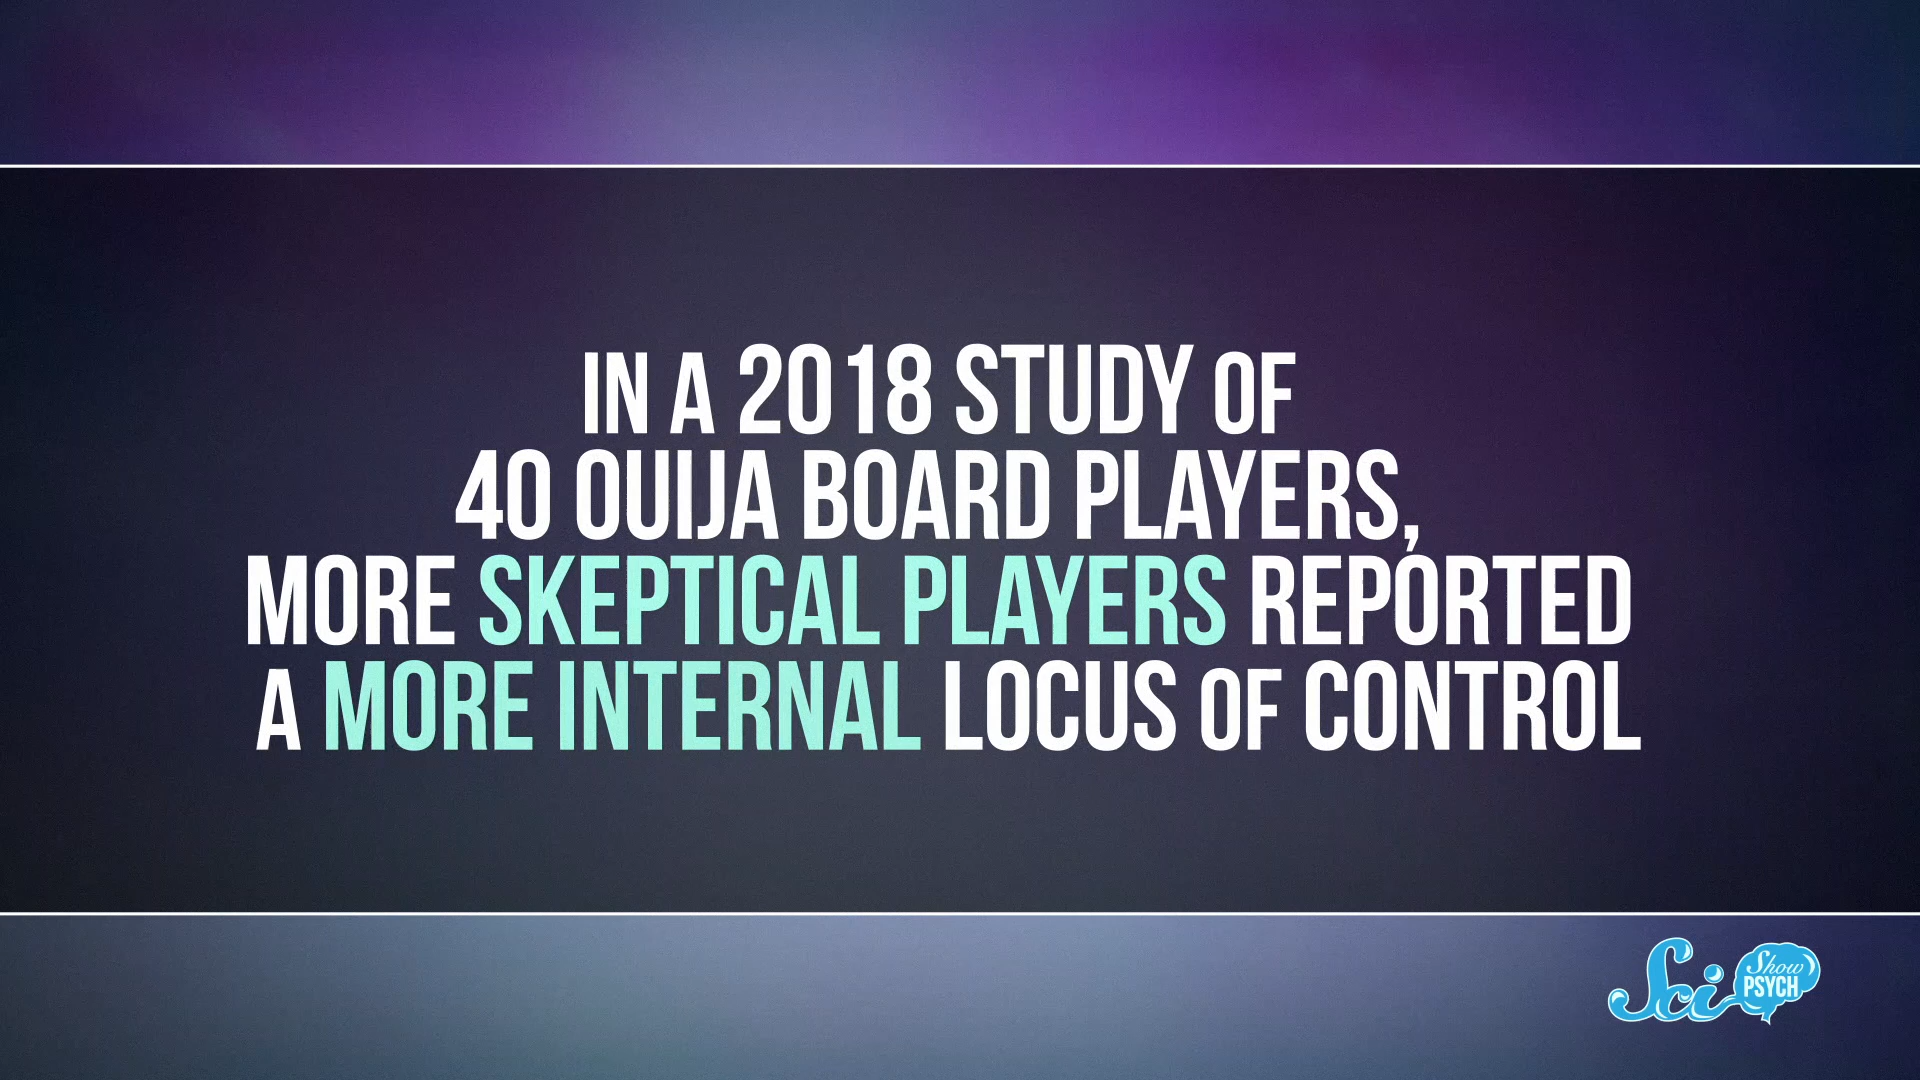 IN A 2018 STUDY OF
40 OUIJA BOARD PLAYERS,
MORE SKEPTICAL PLAYERS REPORTED
A MORE INTERNAL LOCUS OF CONTROL
Sci Show PSYCH